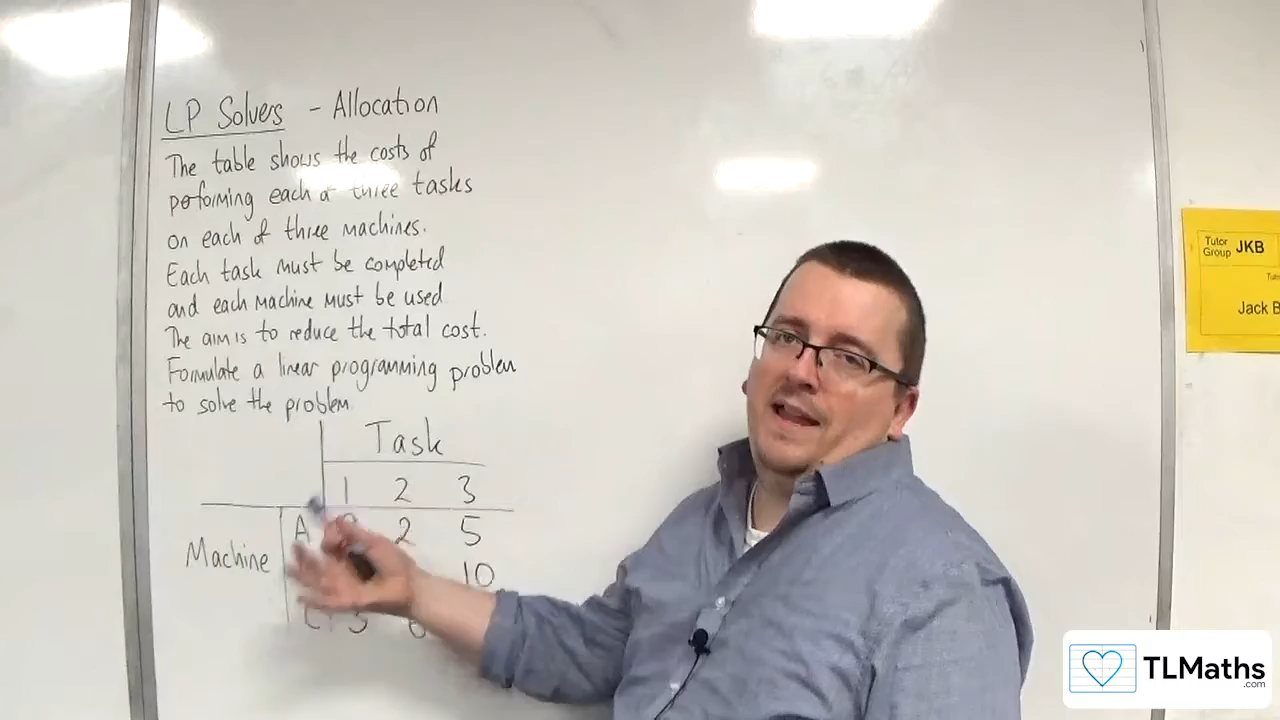 LP Solvers - Allocation
The table shows the costs of
performing each of three tasks
on each of three machines.
Each task must be completed
and each machine must be used.
The aim is to reduce the total cost.
Formulate a linear programming problem
to solve the problem.
Task
1 2 3
A 2 5
Machine
10
Tutor Group JKB
Jack B
TLMaths
.com